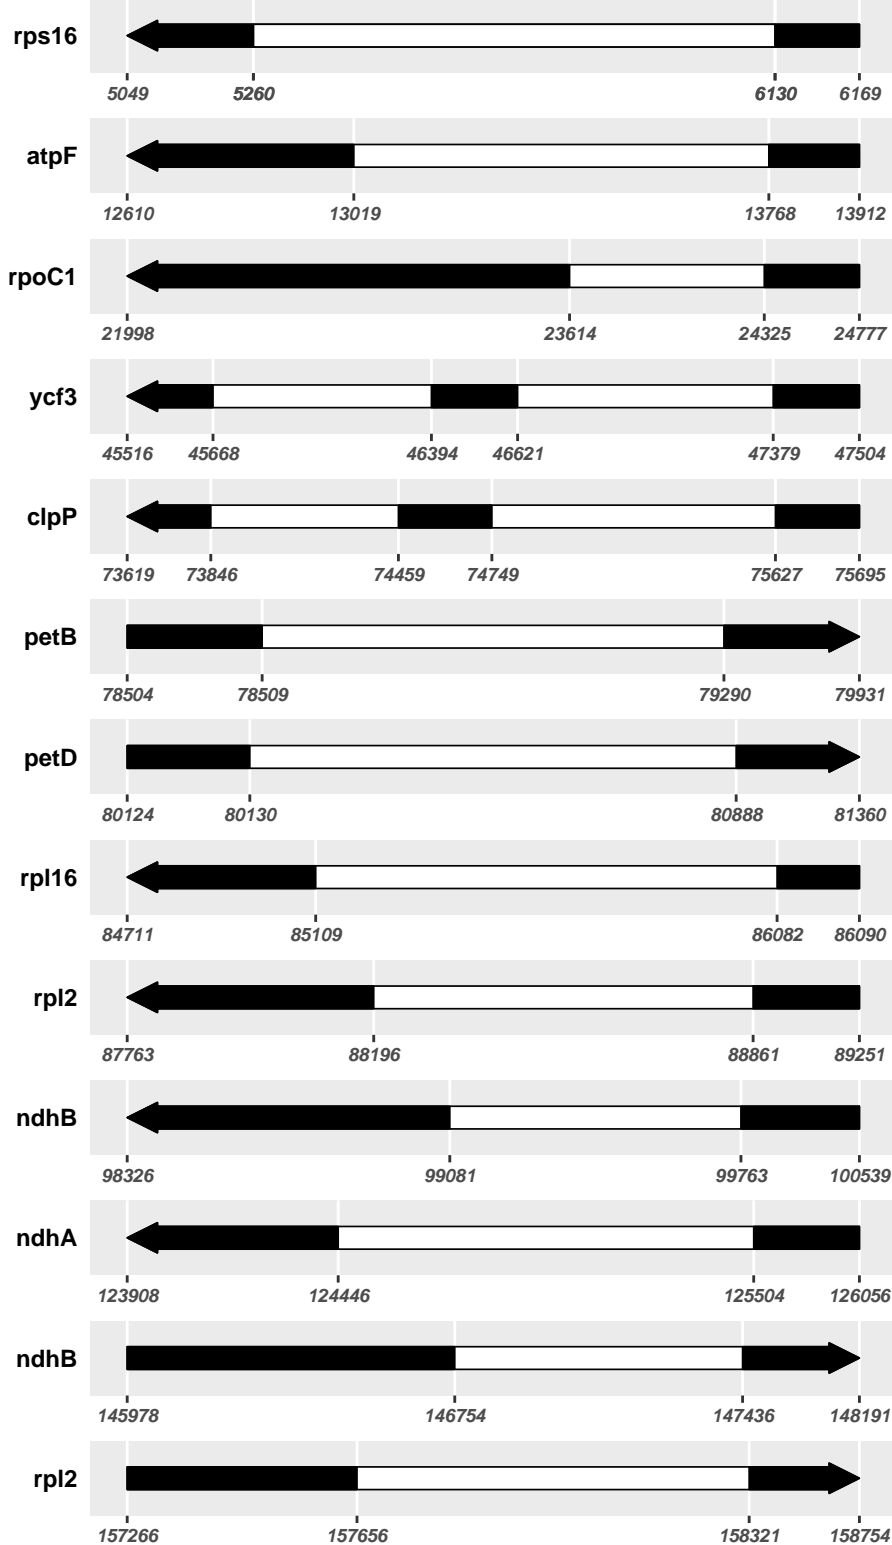 rps16
5049 5260 6130 6169
atpF
12610 13019 13768 13912
rpoC1
21998 23614 24325 24777
ycf3
45516 45668 46394 46621 47379 47504
clpP
73619 73846 74459 74749 75627 75695
petB
78504 78509 79290 79931
petD
80124 80130 80888 81360
rpl16
84711 85109 86082 86090
rpl2
87763 88196 88861 89251
ndhB
98326 99081 99763 100539
ndhA
123908 124446 125504 126056
ndhB
145978 146754 147436 148191
rpl2
157266 157656 158321 158754